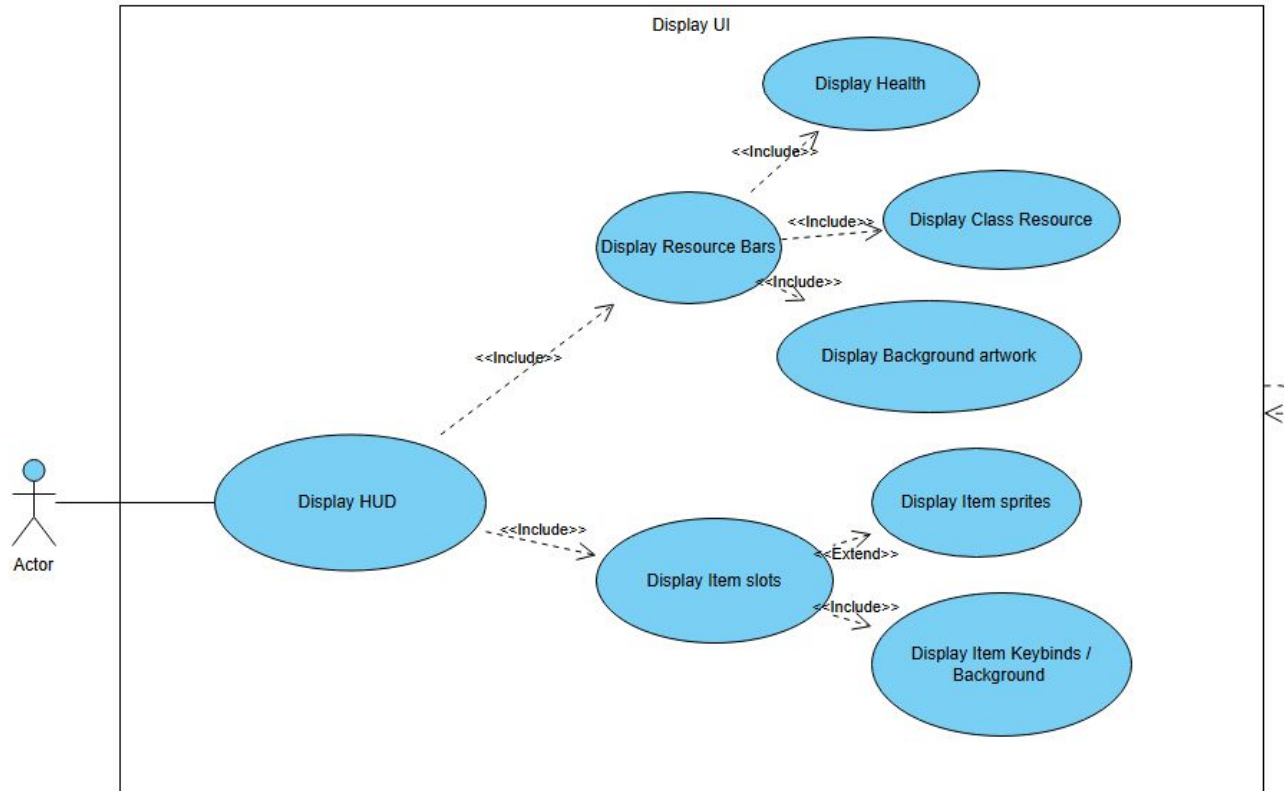 Display UI
Display Health
<<Include>>
Display Class Resource
<<Include>>
Display Resource Bars
<<Include>>
Display Background artwork
<<Include>>
Display Item sprites
Display HUD
<<Include>>
<<Extend>>
Actor
Display Item slots
<<Include>>
Display Item Keybinds /
Background